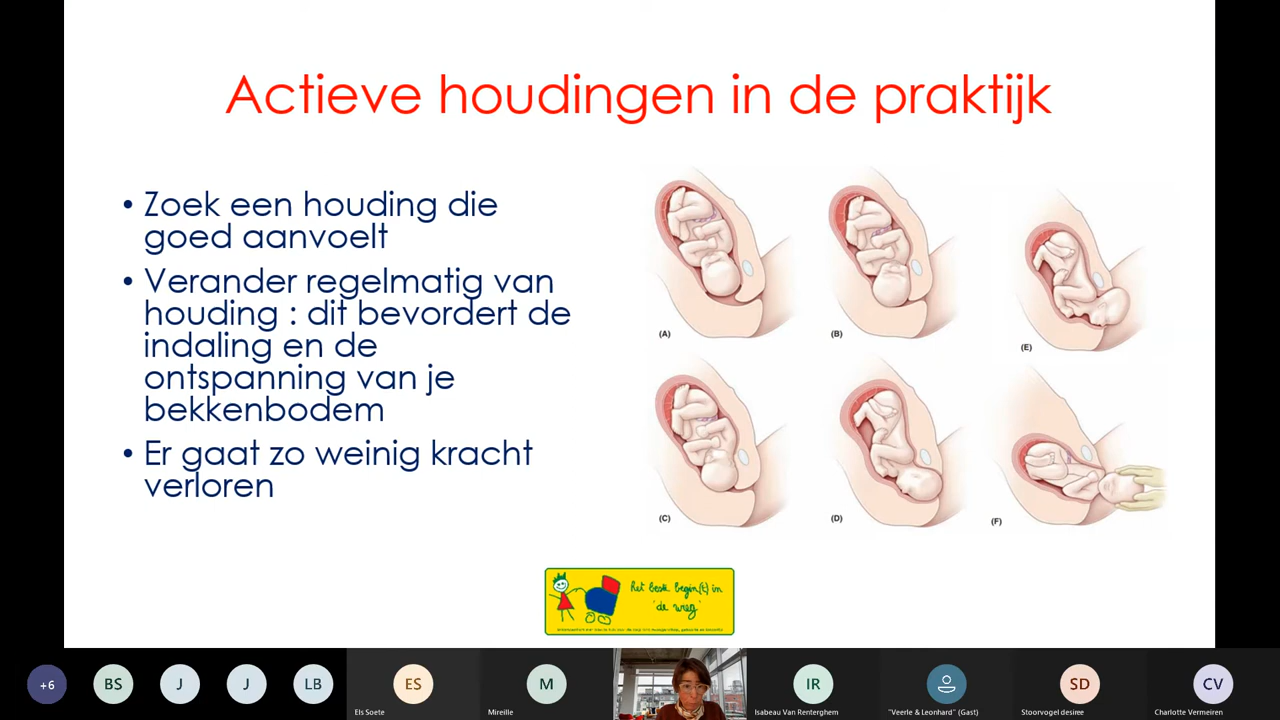 Actieve houdingen in de praktijk
• Zoek een houding die
goed aanvoelt
• Verander regelmatig van
houding : dit bevordert de
indaling en de
ontspanning van je
bekkenbodem
• Er gaat zo weinig kracht
verloren
(A)
(B)
(E)
(C)
(D)
(F)
het beste begin(t) in
'de weg'
+6
BS
J
J
LB
ES
M
IR
SD
CV
Els Soete
Mireille
Isabeau Van Renterghem
"Veerle & Leonhard" (Gast)
Stoorvogel desiree
Charlotte Vermeiren